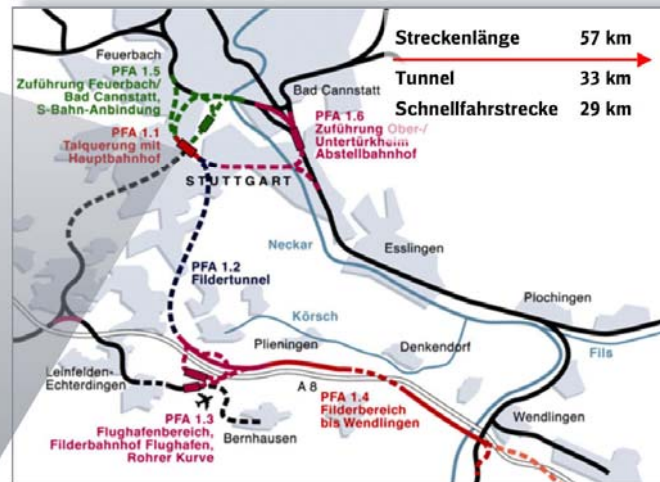 Streckenlänge 57 km
Tunnel 33 km
Schnellfahrstrecke 29 km
Feuerbach
PFA 1.5
Zuführung Feuerbach/
Bad Cannstatt,
S-Bahn-Anbindung
Bad Cannstatt
PFA 1.1
Talquerung mit
Hauptbahnhof
PFA 1.6
Zuführung Ober-/
Untertürkheim
Abstellbahnhof
STUTTGART
Neckar
Esslingen
PFA 1.2
Fildertunnel
Plochingen
Körsch
Plieningen
Denkendorf
Fils
Leinfelden-
Echterdingen
A 8
PFA 1.4
Filderbereich
bis Wendlingen
Wendlingen
PFA 1.3
Flughafenbereich,
Filderbahnhof Flughafen,
Rohrer Kurve
Bernhausen